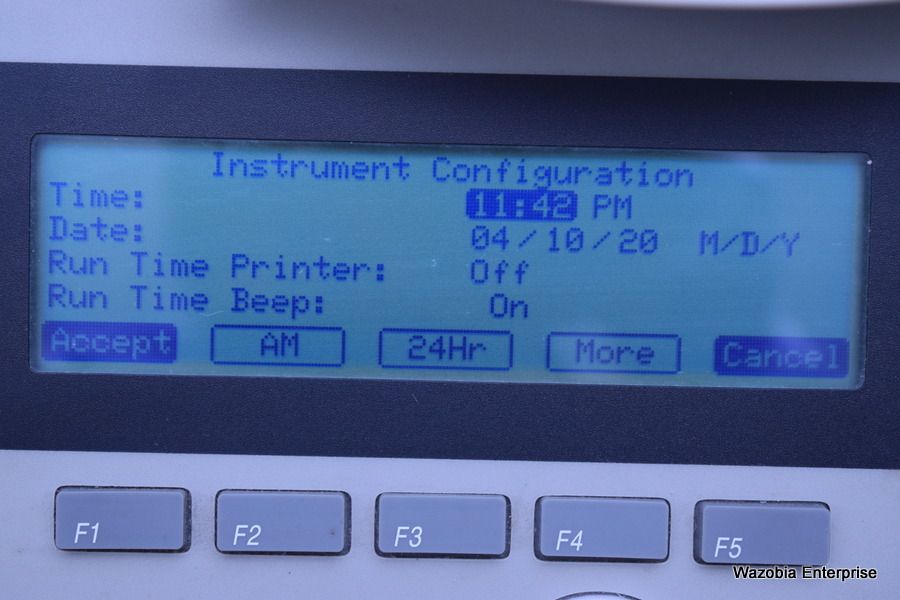 Instrument Configuration
Time: 11:42 PM
Date: 04/10/20 M/D/Y
Run Time Printer: Off
Run Time Beep: On
Accept AM 24Hr More Cancel
F1 F2 F3 F4 F5
Wazobia Enterprise